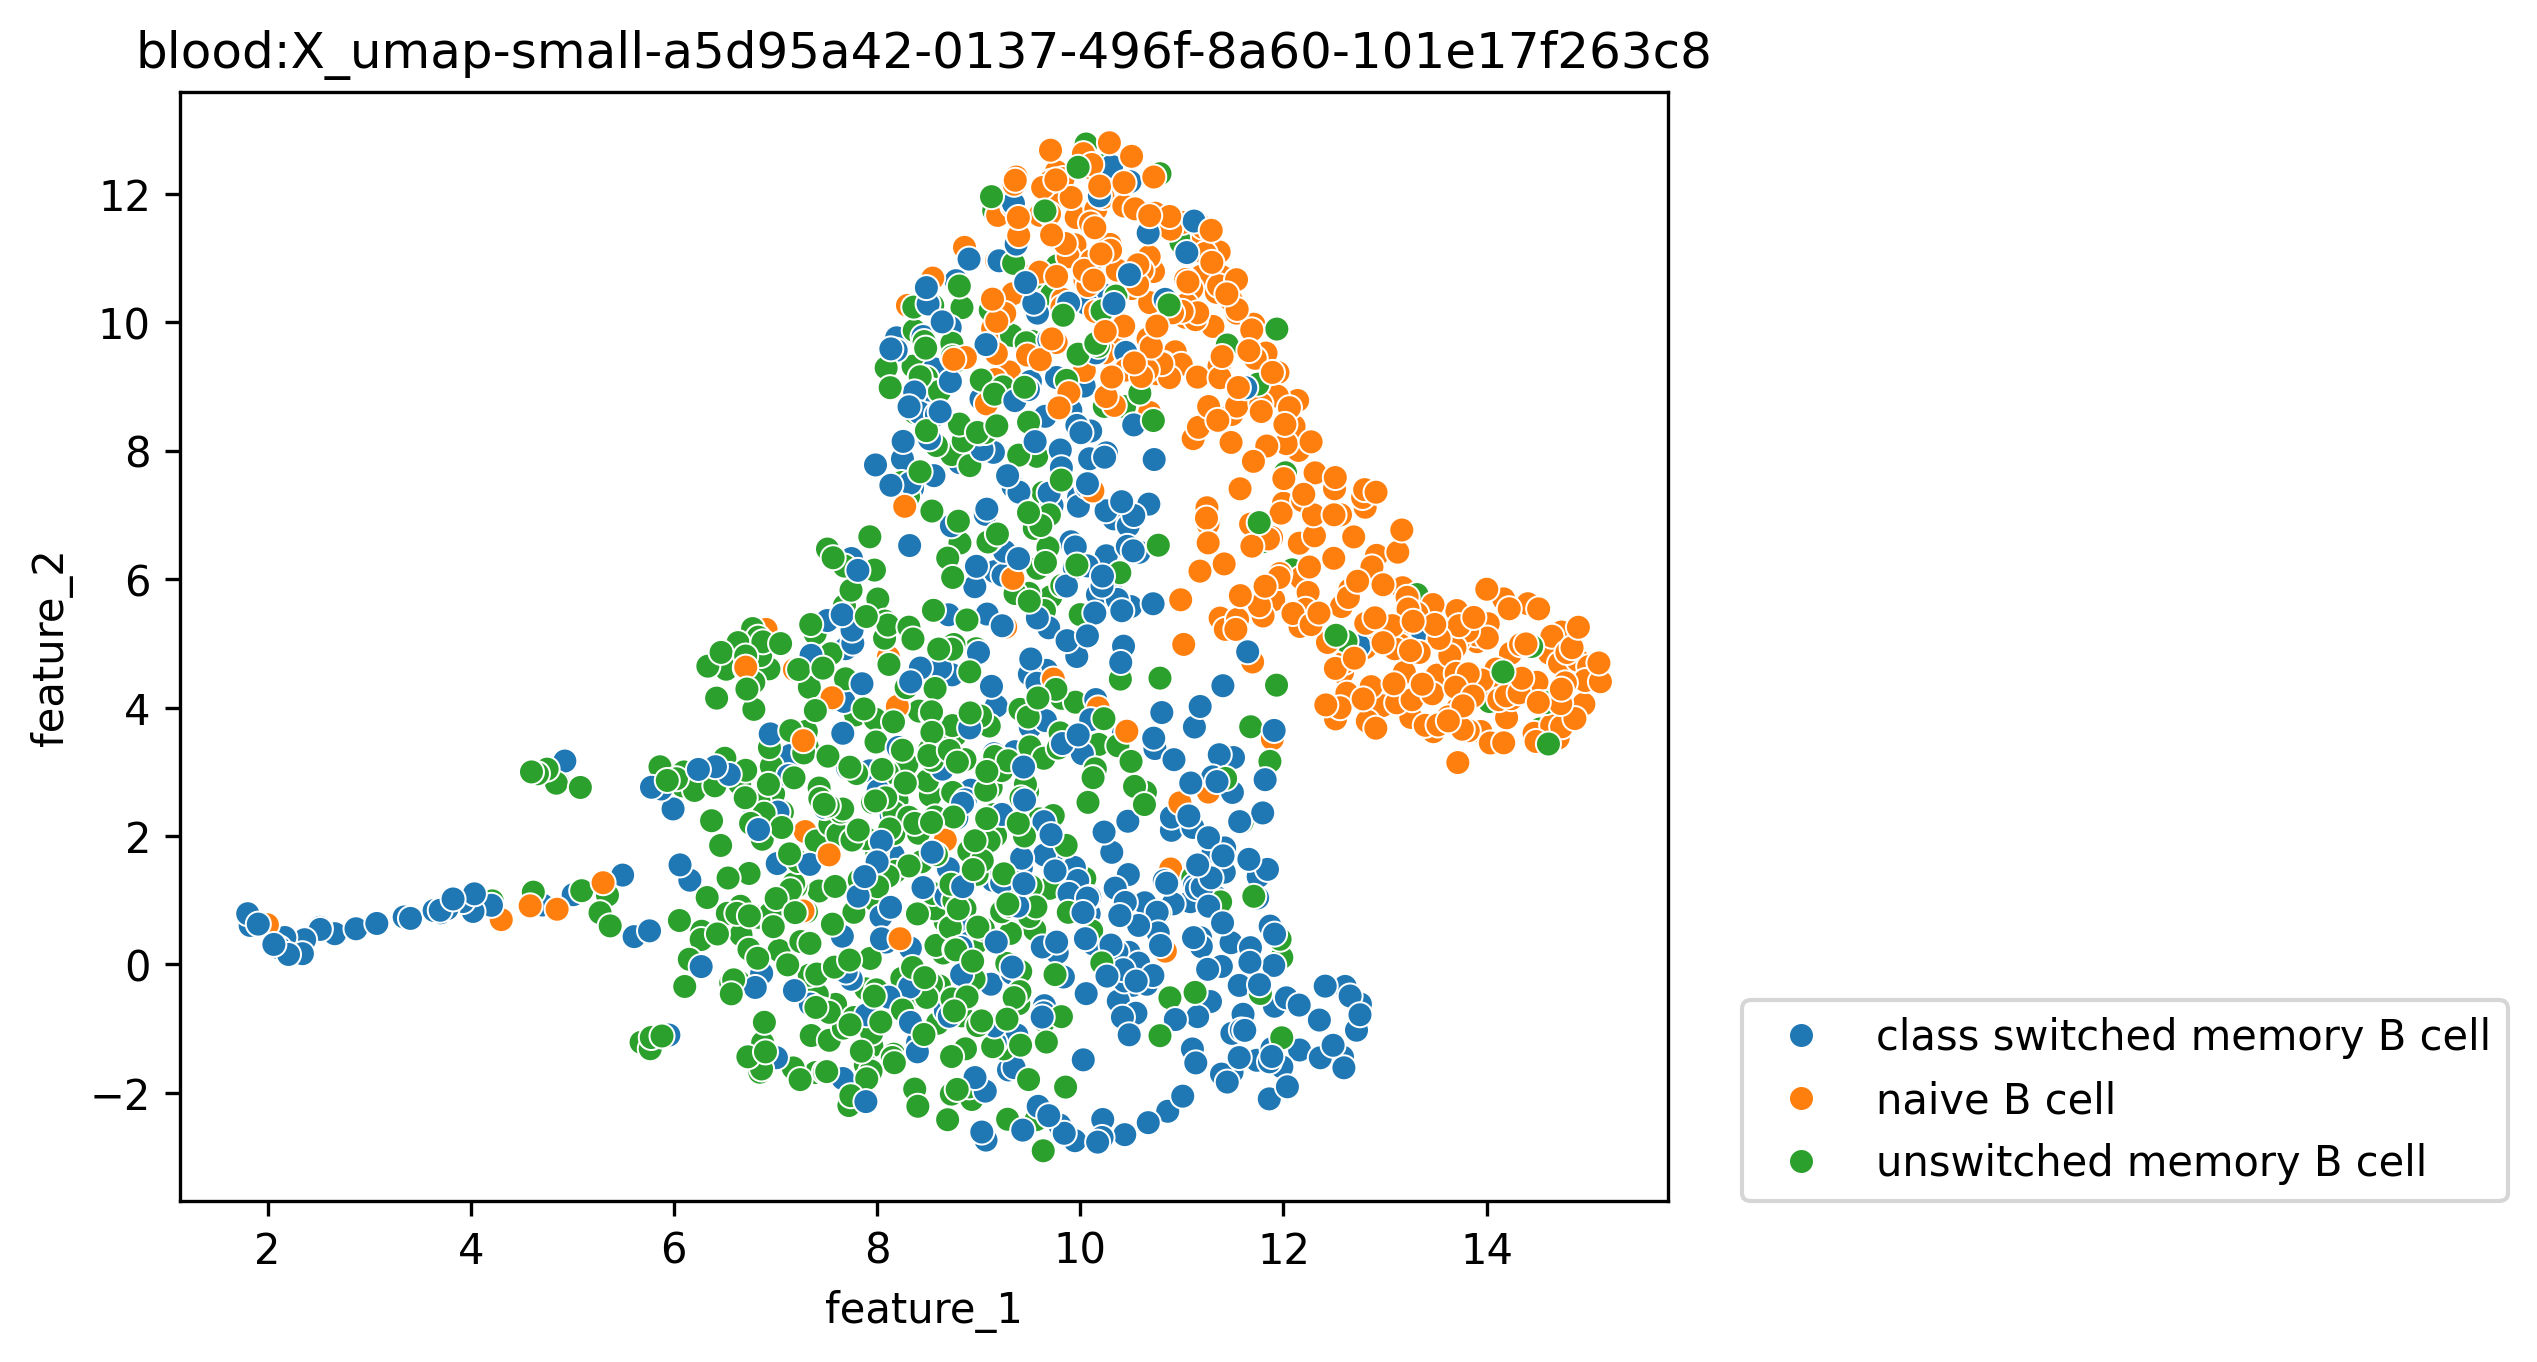 blood:X_umap-small-a5d95a42-0137-496f-8a60-101e17f263c8
feature_2
12
10
8
6
4
2
0
−2
2 4 6 8 10 12 14
feature_1
class switched memory B cell
naive B cell
unswitched memory B cell